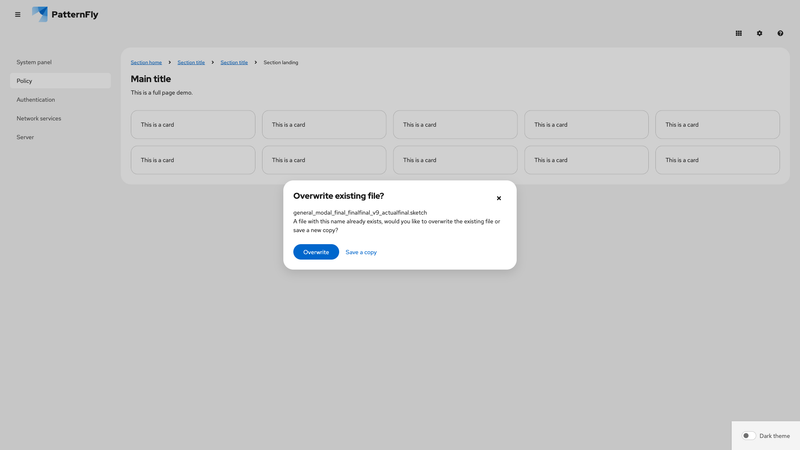 PatternFly
System panel
Policy
Authentication
Network services
Server
Section home Section title Section title Section landing
Main title
This is a full page demo.
This is a card This is a card This is a card This is a card This is a card
This is a card This is a card This is a card This is a card This is a card
Overwrite existing file?
general_modal_final_finalfinal_v9_actualfinal.sketch
A file with this name already exists, would you like to overwrite the existing file or
save a new copy?
Overwrite Save a copy
Dark theme